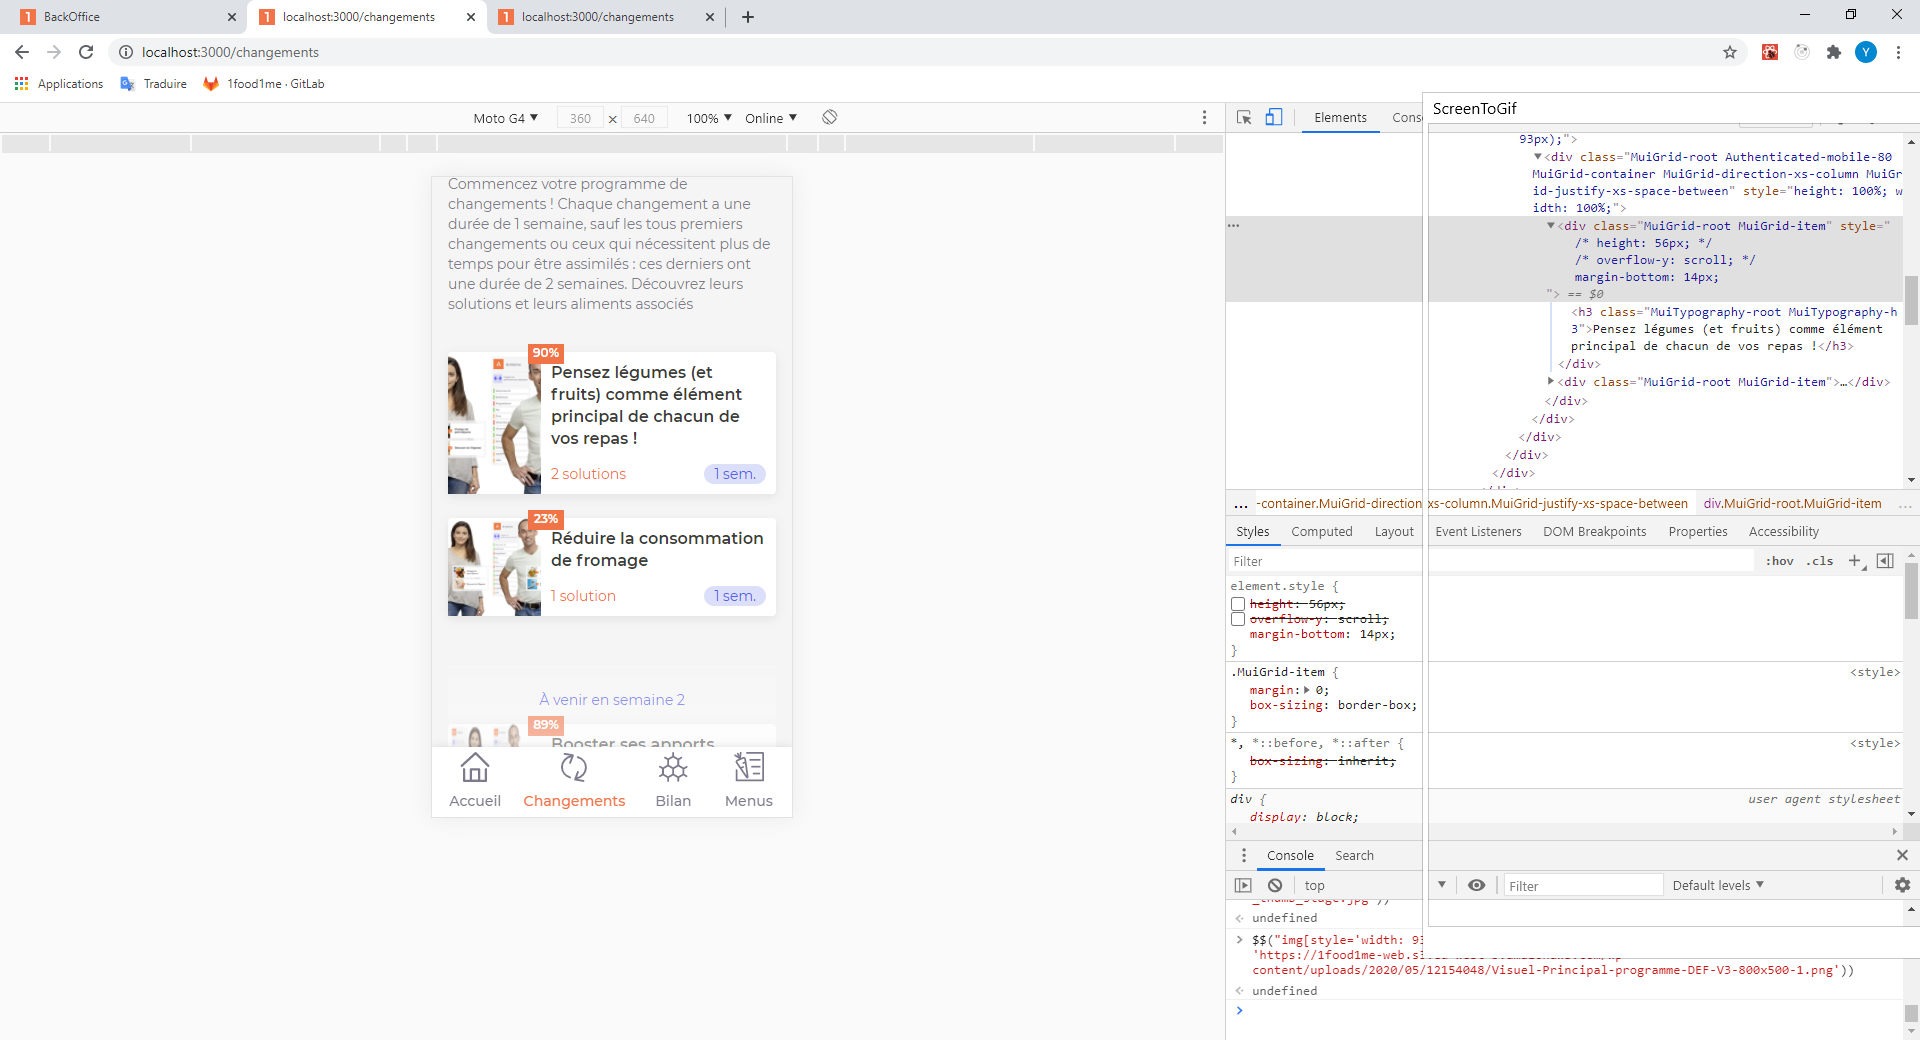 BackOffice
localhost:3000/changements
localhost:3000/changements
localhost:3000/changements
Y
Applications
Traduire
1food1me · GitLab
ScreenToGif
Moto G4
360
×
640
100%
Online
Elements
Cons
Commencez votre programme de
changements ! Chaque changement a une
durée de 1 semaine, sauf les tous premiers
changements ou ceux qui nécessitent plus de
temps pour être assimilés : ces derniers ont
une durée de 2 semaines. Découvrez leurs
solutions et leurs aliments associés
90%
Pensez légumes (et
fruits) comme élément
principal de chacun de
vos repas !
2 solutions
1 sem.
23%
Réduire la consommation
de fromage
1 solution
1 sem.
À venir en semaine 2
89%
Booster ses apports
Accueil
Changements
Bilan
Menus
93px);">
<div class="MuiGrid-root Authenticated-mobile-80
MuiGrid-container MuiGrid-direction-xs-column MuiGr
id-justify-xs-space-between" style="height: 100%; w
idth: 100%;">
<div class="MuiGrid-root MuiGrid-item" style="
/* height: 56px; */
/* overflow-y: scroll; */
margin-bottom: 14px;
"> == $0
<h3 class="MuiTypography-root MuiTypography-h
3">Pensez légumes (et fruits) comme élément
principal de chacun de vos repas !</h3>
</div>
<div class="MuiGrid-root MuiGrid-item">…</div>
</div>
</div>
</div>
</div>
</div>
... -container.MuiGrid-direction-xs-column.MuiGrid-justify-xs-space-between div.MuiGrid-root.MuiGrid-item ...
Styles
Computed
Layout
Event Listeners
DOM Breakpoints
Properties
Accessibility
Filter
:hov
.cls
element.style {
height: 56px;
overflow-y: scroll;
margin-bottom: 14px;
}
.MuiGrid-item {
<style>
margin: 0;
box-sizing: border-box;
}
*, *::before, *::after {
<style>
box-sizing: inherit;
}
div {
user agent stylesheet
display: block;
Console
Search
top
Filter
Default levels
_thumb_stage.jpg'))
undefined
$$("img[style='width: 93
'https://1food1me-web.s
content/uploads/2020/05/12154048/Visuel-Principal-programme-DEF-V3-800x500-1.png'))
undefined